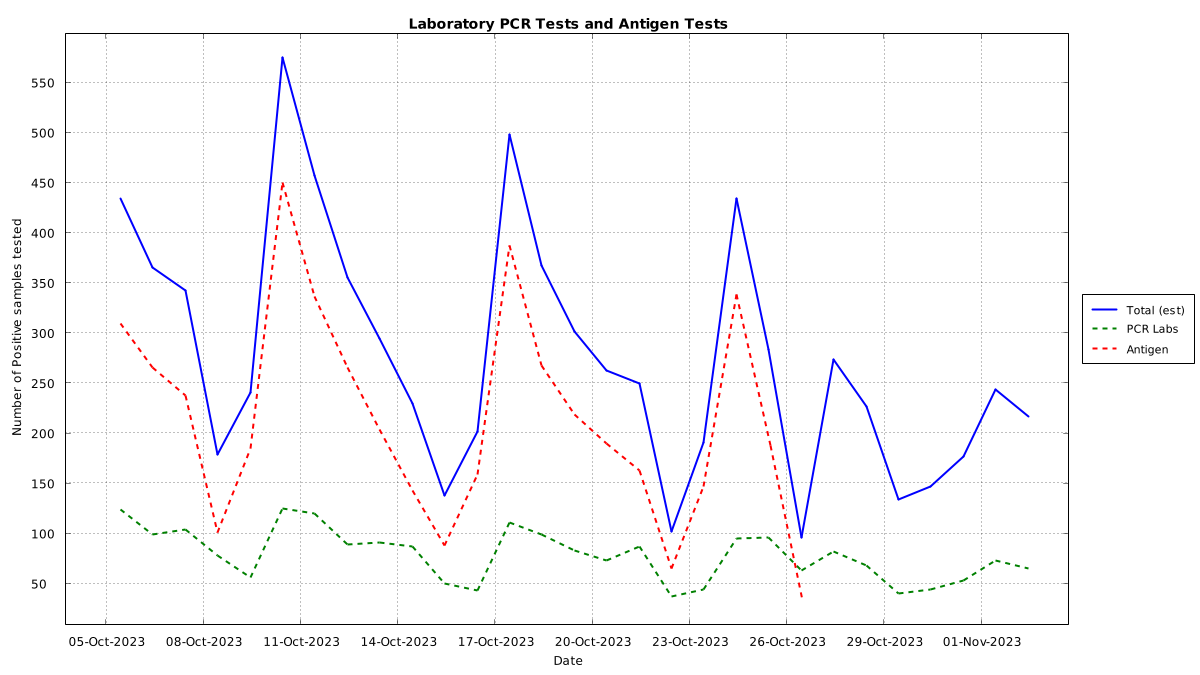 Laboratory PCR Tests and Antigen Tests
Number of Positive samples tested
550
500
450
400
350
300
250
200
150
100
50
Total (est)
PCR Labs
Antigen
05-Oct-2023 08-Oct-2023 11-Oct-2023 14-Oct-2023 17-Oct-2023 20-Oct-2023 23-Oct-2023 26-Oct-2023 29-Oct-2023 01-Nov-2023
Date